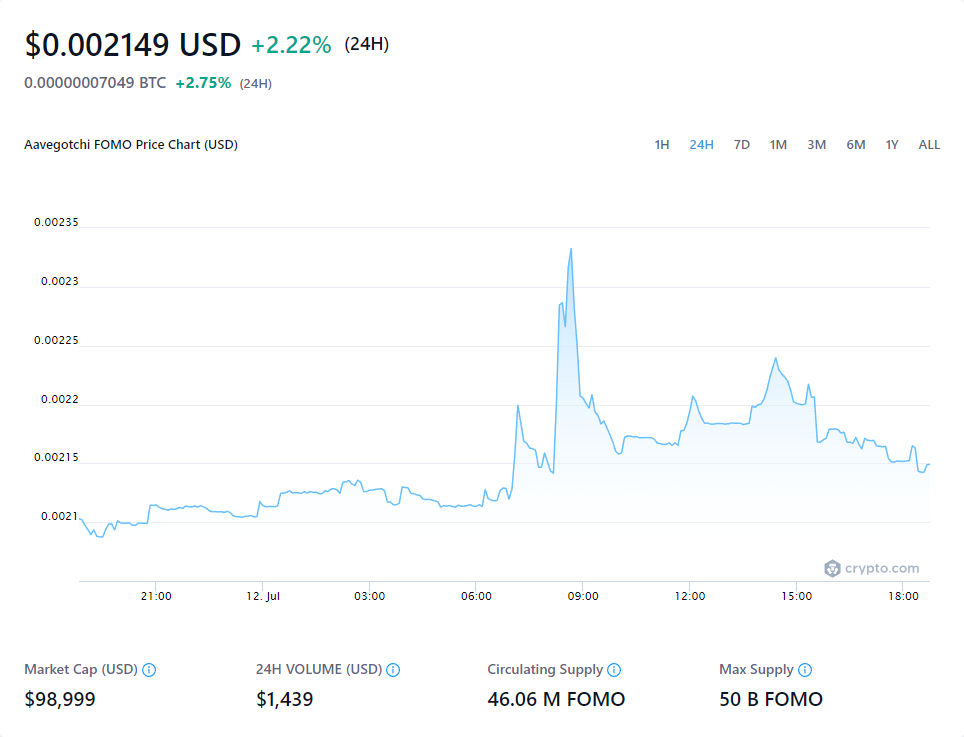 $0.002149 USD +2.22% (24H)
0.00000007049 BTC +2.75% (24H)
Aavegotchi FOMO Price Chart (USD) 1H 24H 7D 1M 3M 6M 1Y ALL
0.00235
0.0023
0.00225
0.0022
0.00215
0.0021
crypto.com
21:00 12. Jul 03:00 06:00 09:00 12:00 15:00 18:00
Market Cap (USD) 24H VOLUME (USD) Circulating Supply Max Supply
$98,999 $1,439 46.06 M FOMO 50 B FOMO